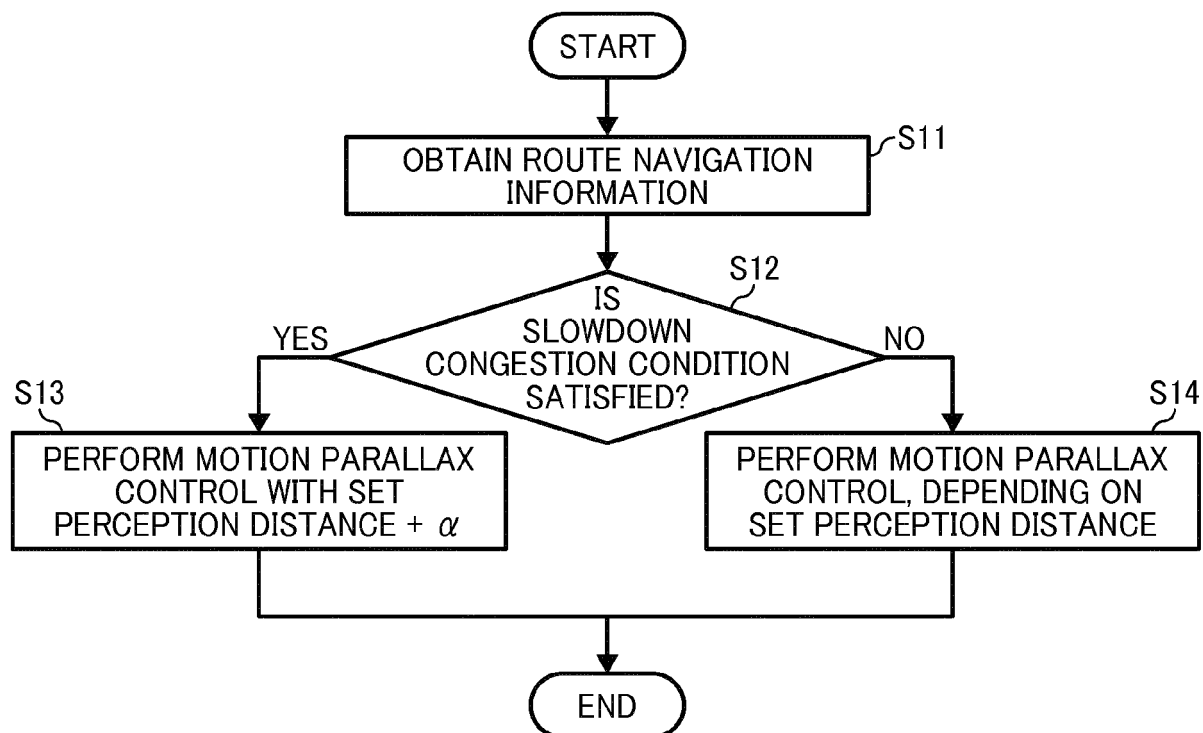 START
S11
OBTAIN ROUTE NAVIGATION
INFORMATION
S12
IS
SLOWDOWN
CONGESTION CONDITION
SATISFIED?
YES
NO
S13
PERFORM MOTION PARALLAX
CONTROL WITH SET
PERCEPTION DISTANCE + α
S14
PERFORM MOTION PARALLAX
CONTROL, DEPENDING ON
SET PERCEPTION DISTANCE
END